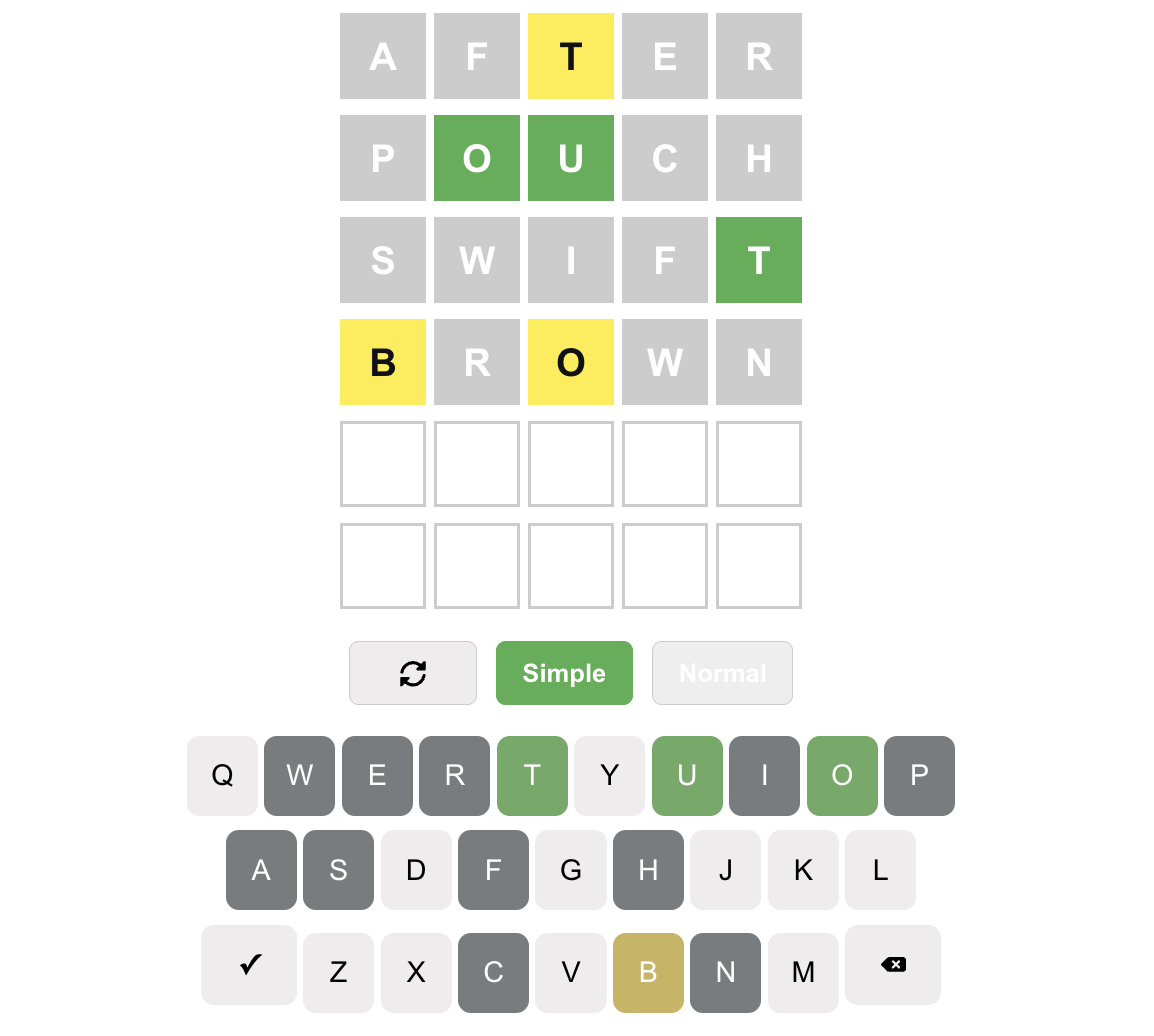 A F T E R
P O U C H
S W I F T
B R O W N
Simple Normal
Q W E R T Y U I O P
A S D F G H J K L
Z X C V B N M